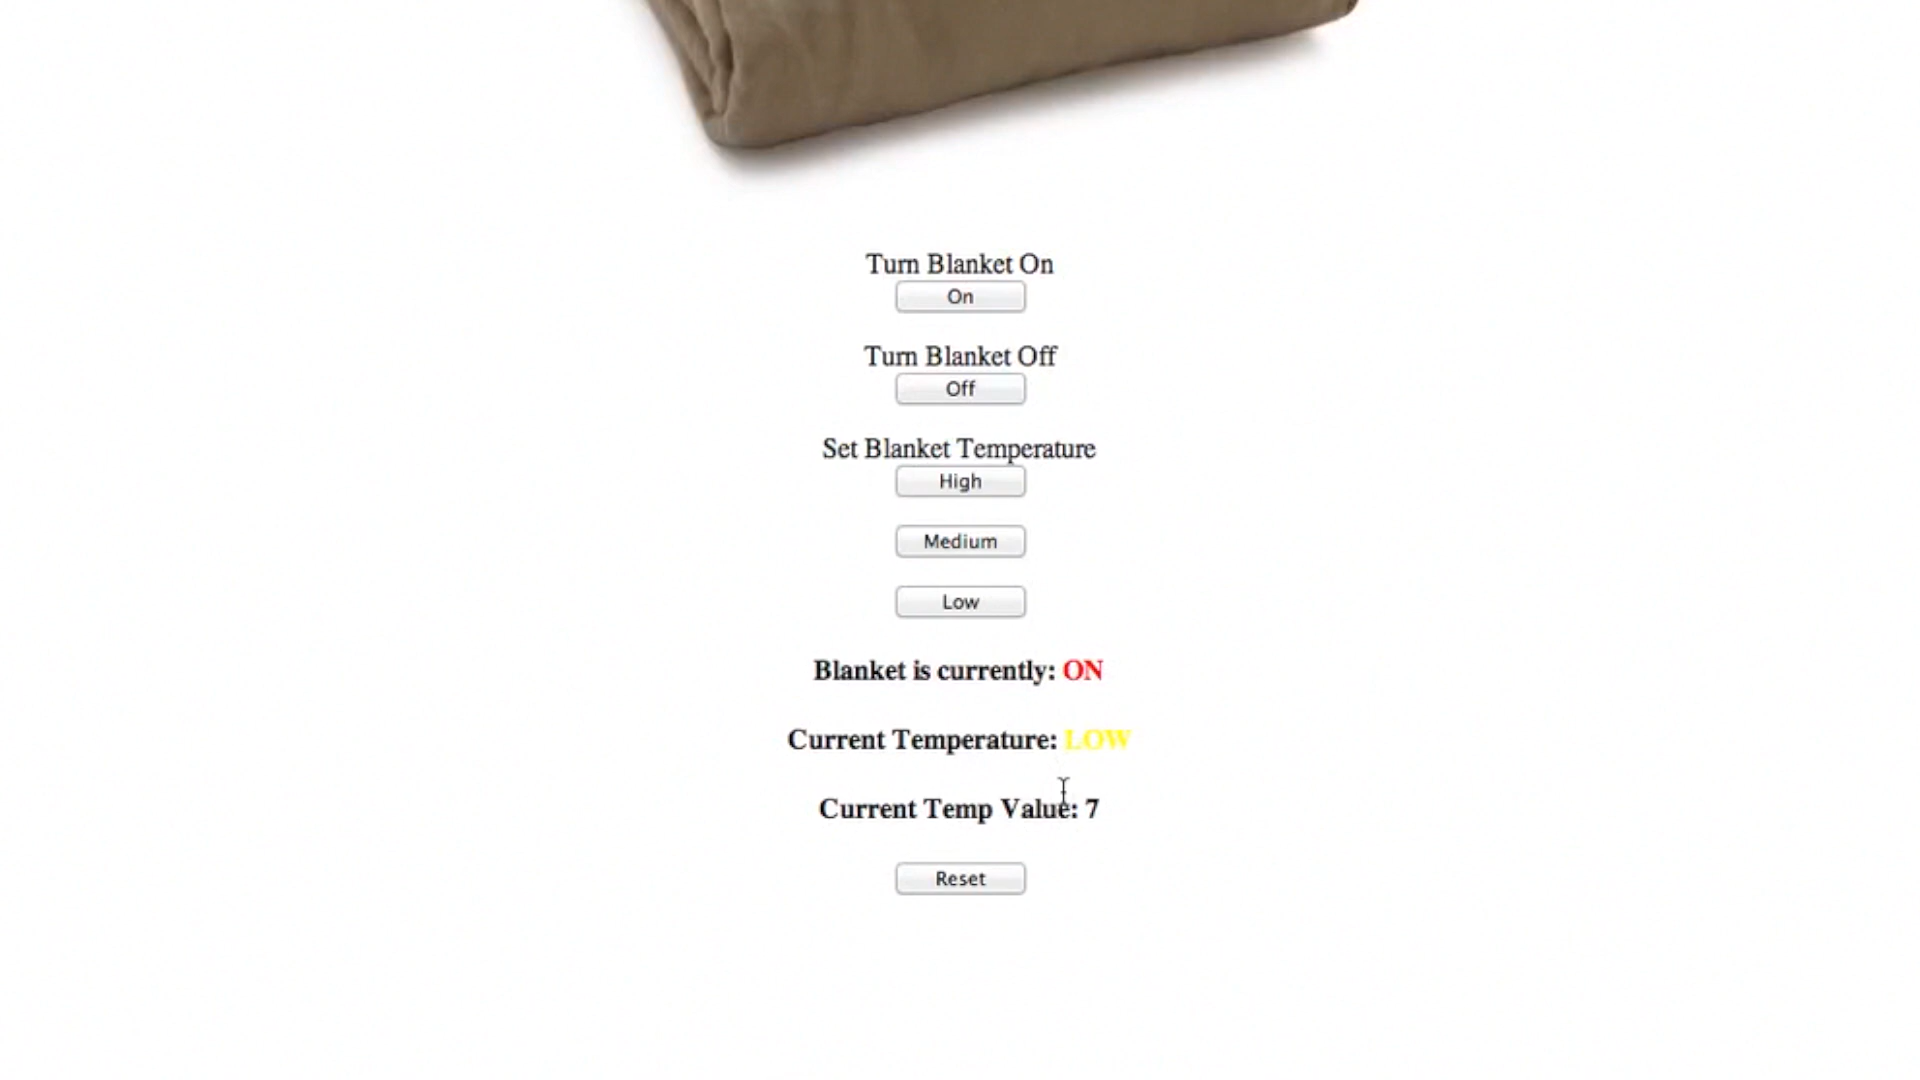 Turn Blanket On
On
Turn Blanket Off
Off
Set Blanket Temperature
High
Medium
Low
Blanket is currently: ON
Current Temperature: LOW
Current Temp Value: 7
Reset